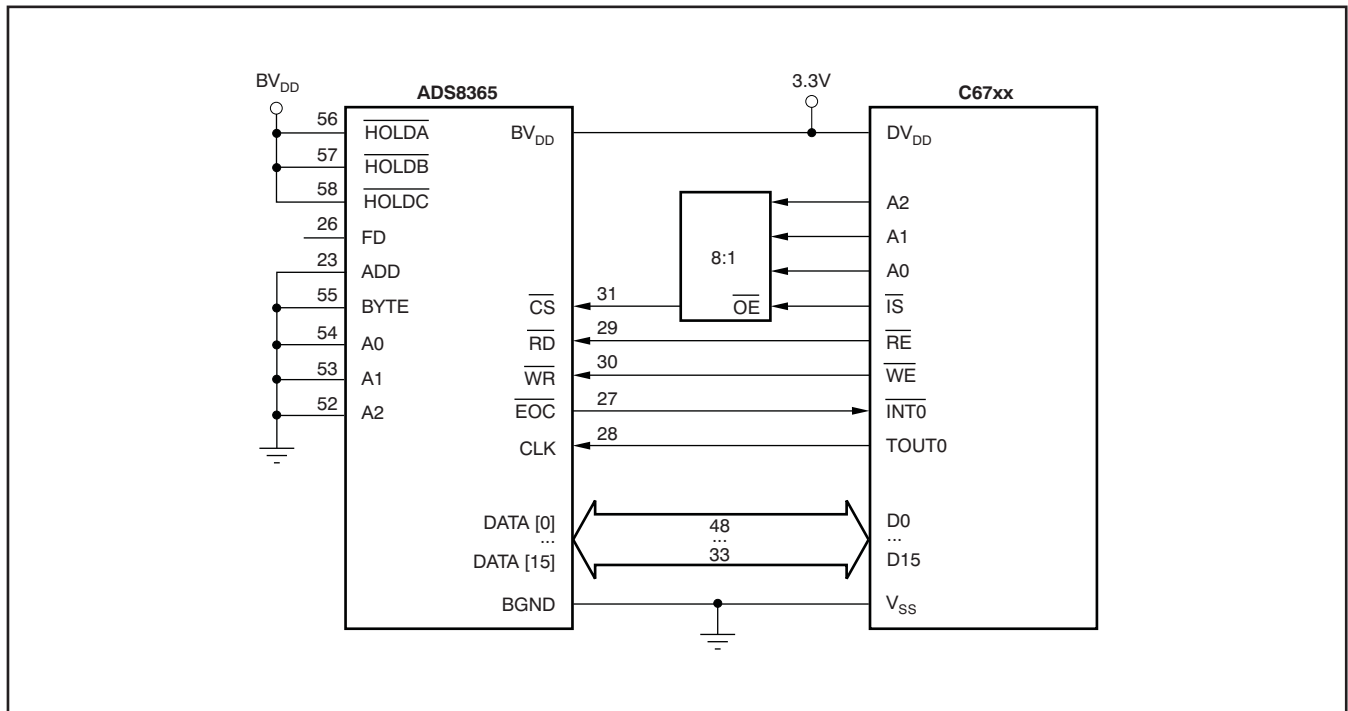 BVDD
3.3V
ADS8365
C67xx
56
HOLDA
BVDD
DVDD
57
HOLDB
58
HOLDC
A2
26
FD
A1
8:1
23
ADD
A0
55
BYTE
CS
31
OE
IS
54
A0
RD
29
RE
53
A1
WR
30
WE
52
A2
EOC
27
INT0
CLK
28
TOUT0
DATA [0]
48
D0
...
...
...
DATA [15]
33
D15
BGND
VSS